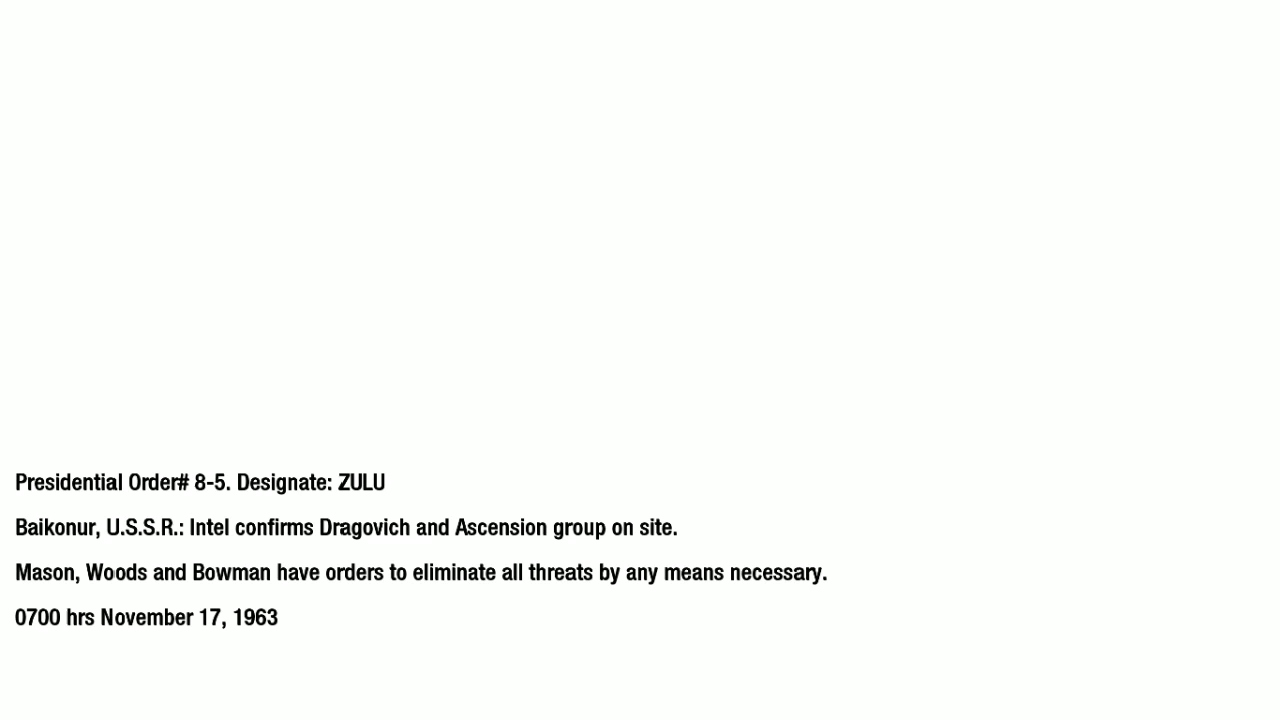 Presidential Order# 8-5. Designate: ZULU
Baikonur, U.S.S.R.: Intel confirms Dragovich and Ascension group on site.
Mason, Woods and Bowman have orders to eliminate all threats by any means necessary.
0700 hrs November 17, 1963